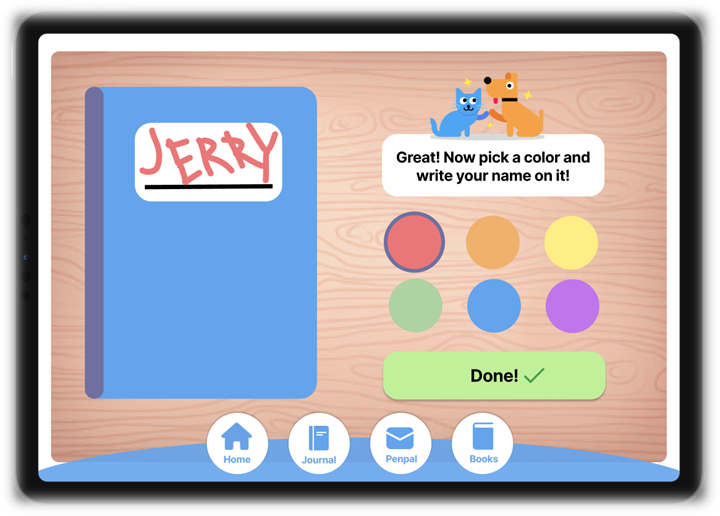 JERRY
Great! Now pick a color and
write your name on it!
Done!
Home
Journal
Penpal
Books